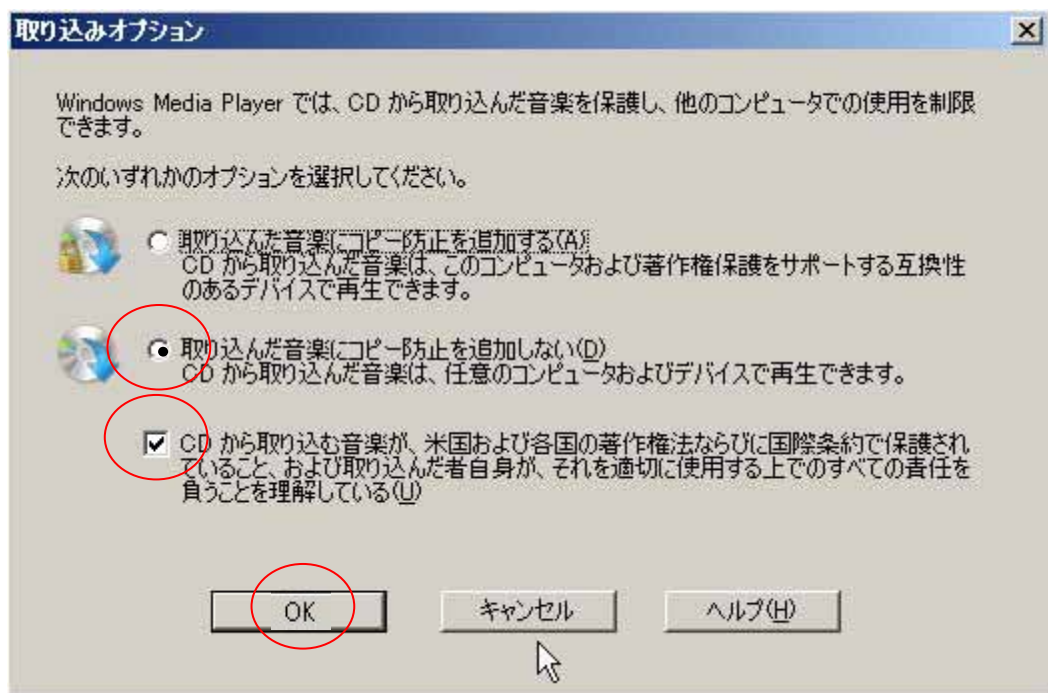 取り込みオプション
Windows Media Player では、CD から取り込んだ音楽を保護し、他のコンピュータでの使用を制限
できます。
次のいずれかのオプションを選択してください。
取り込んだ音楽にコピー防止を追加する(A)
CD から取り込んだ音楽は、このコンピュータおよび著作権保護をサポートする互換性
のあるデバイスで再生できます。
取り込んだ音楽にコピー防止を追加しない(D)
CD から取り込んだ音楽は、任意のコンピュータおよびデバイスで再生できます。
CD から取り込む音楽が、米国および各国の著作権法ならびに国際条約で保護され
ていること、および取り込んだ者自身が、それを適切に使用する上でのすべての責任を
負うことを理解している(U)
OK キャンセル ヘルプ(H)